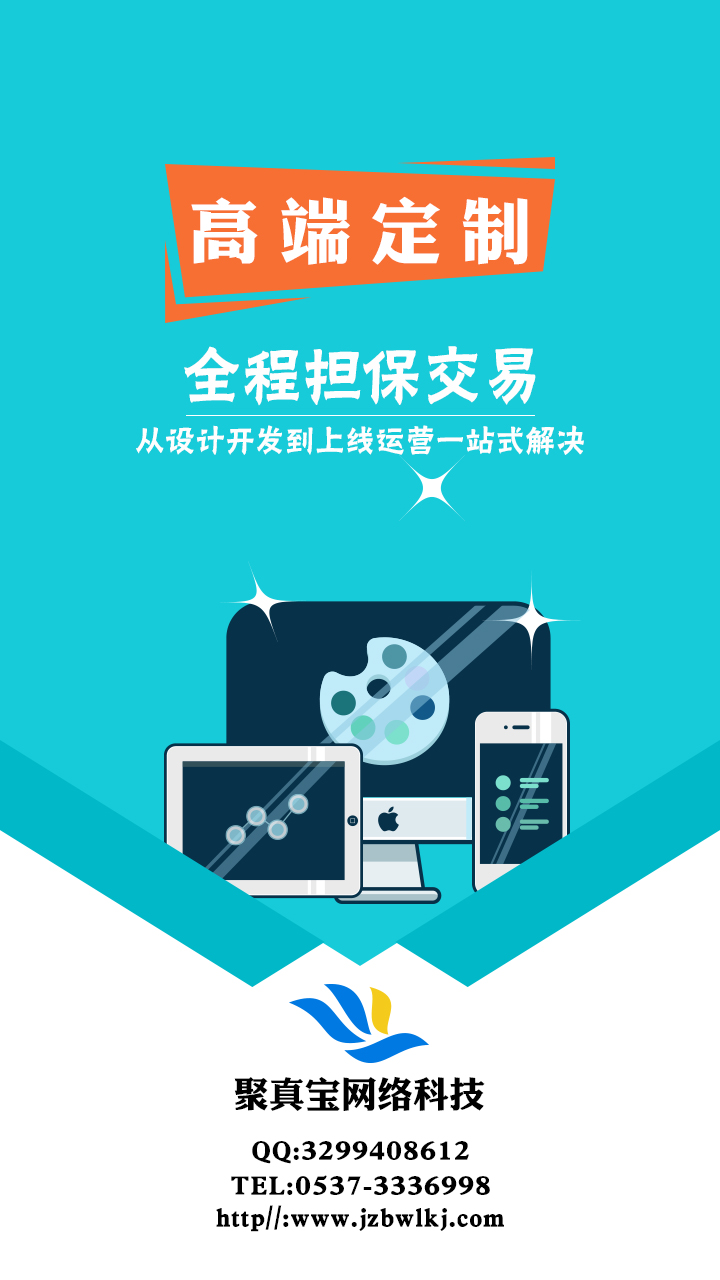 高端定制
全程担保交易
从设计开发到上线运营一站式解决
聚真宝网络科技
QQ:3299408612
TEL:0537-3336998
http//:www.jzbwlkj.com